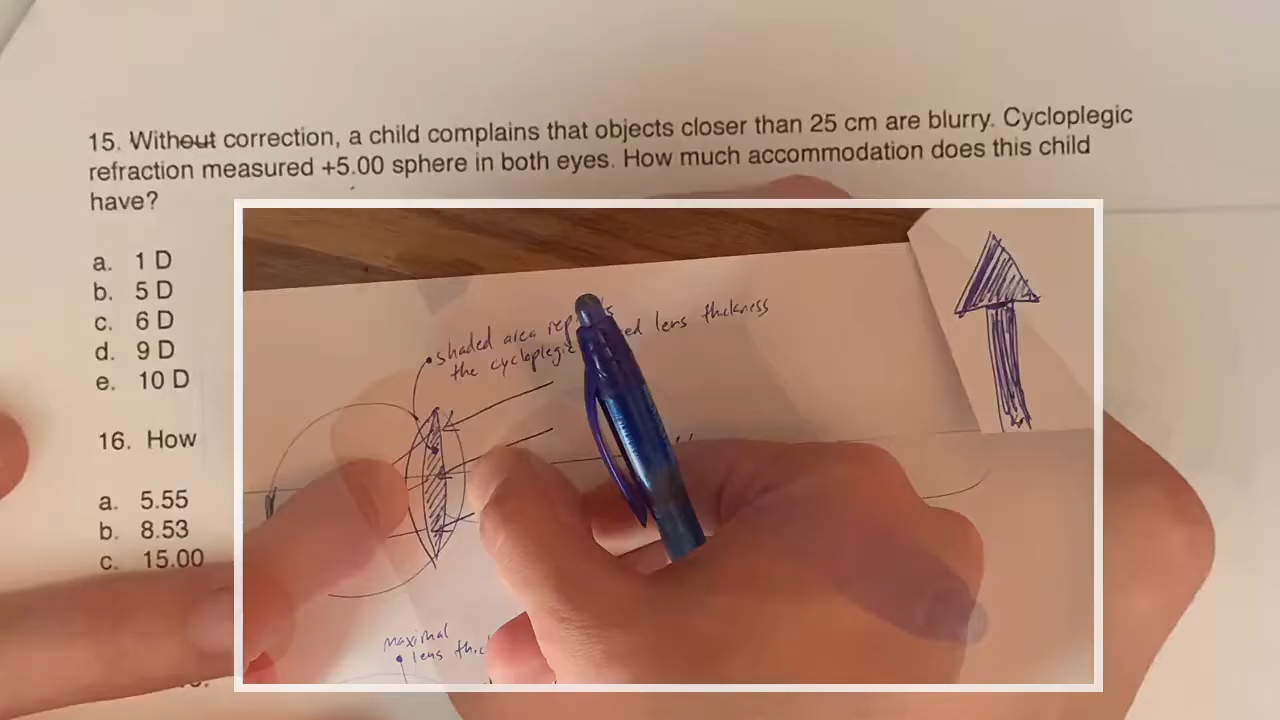 15. Without correction, a child complains that objects closer than 25 cm are blurry. Cycloplegic
refraction measured +5.00 sphere in both eyes. How much accommodation does this child
have?
a. 1 D
b. 5 D
c. 6 D
d. 9 D
e. 10 D
16. How
a. 5.55
b. 8.53
c. 15.00
shaded area lens thickness
the cycloplegic
maximal
lens